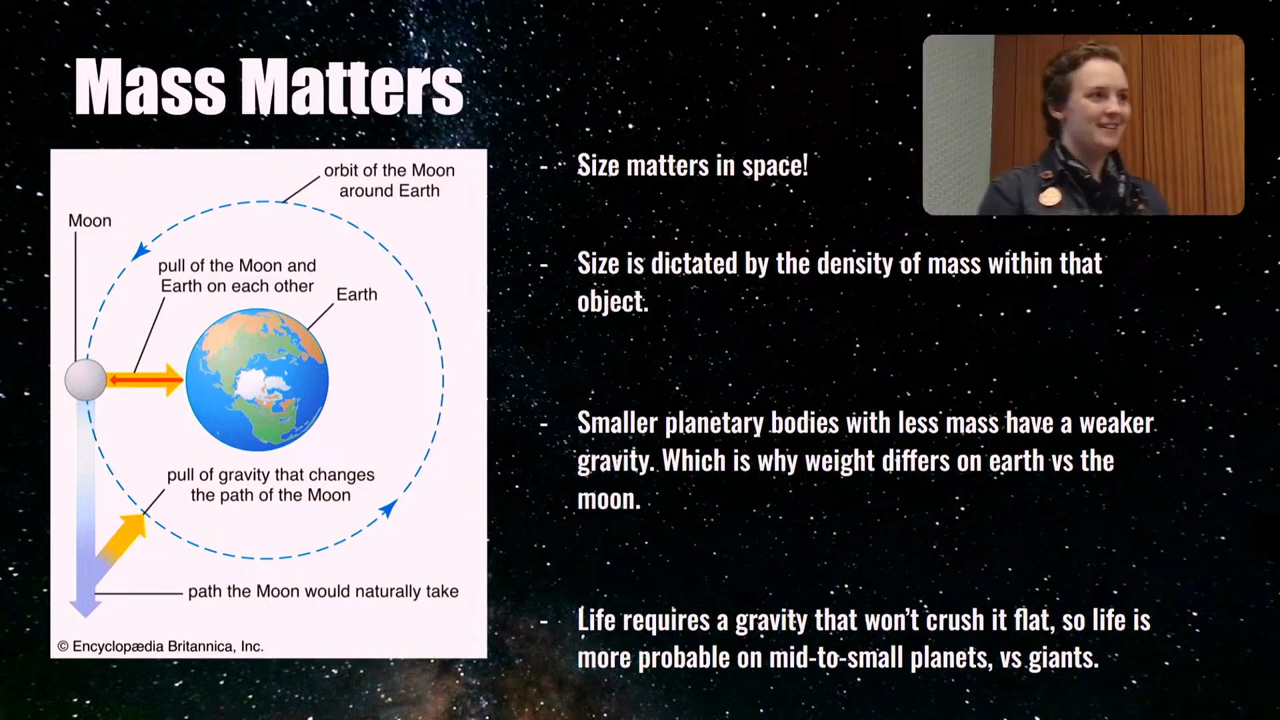 Mass Matters
orbit of the Moon
around Earth
Moon
pull of the Moon and
Earth on each other
Earth
pull of gravity that changes
the path of the Moon
path the Moon would naturally take
© Encyclopædia Britannica, Inc.
- Size matters in space!
- Size is dictated by the density of mass within that
object.
- Smaller planetary bodies with less mass have a weaker
gravity. Which is why weight differs on earth vs the
moon.
- Life requires a gravity that won’t crush it flat, so life is
more probable on mid-to-small planets, vs giants.